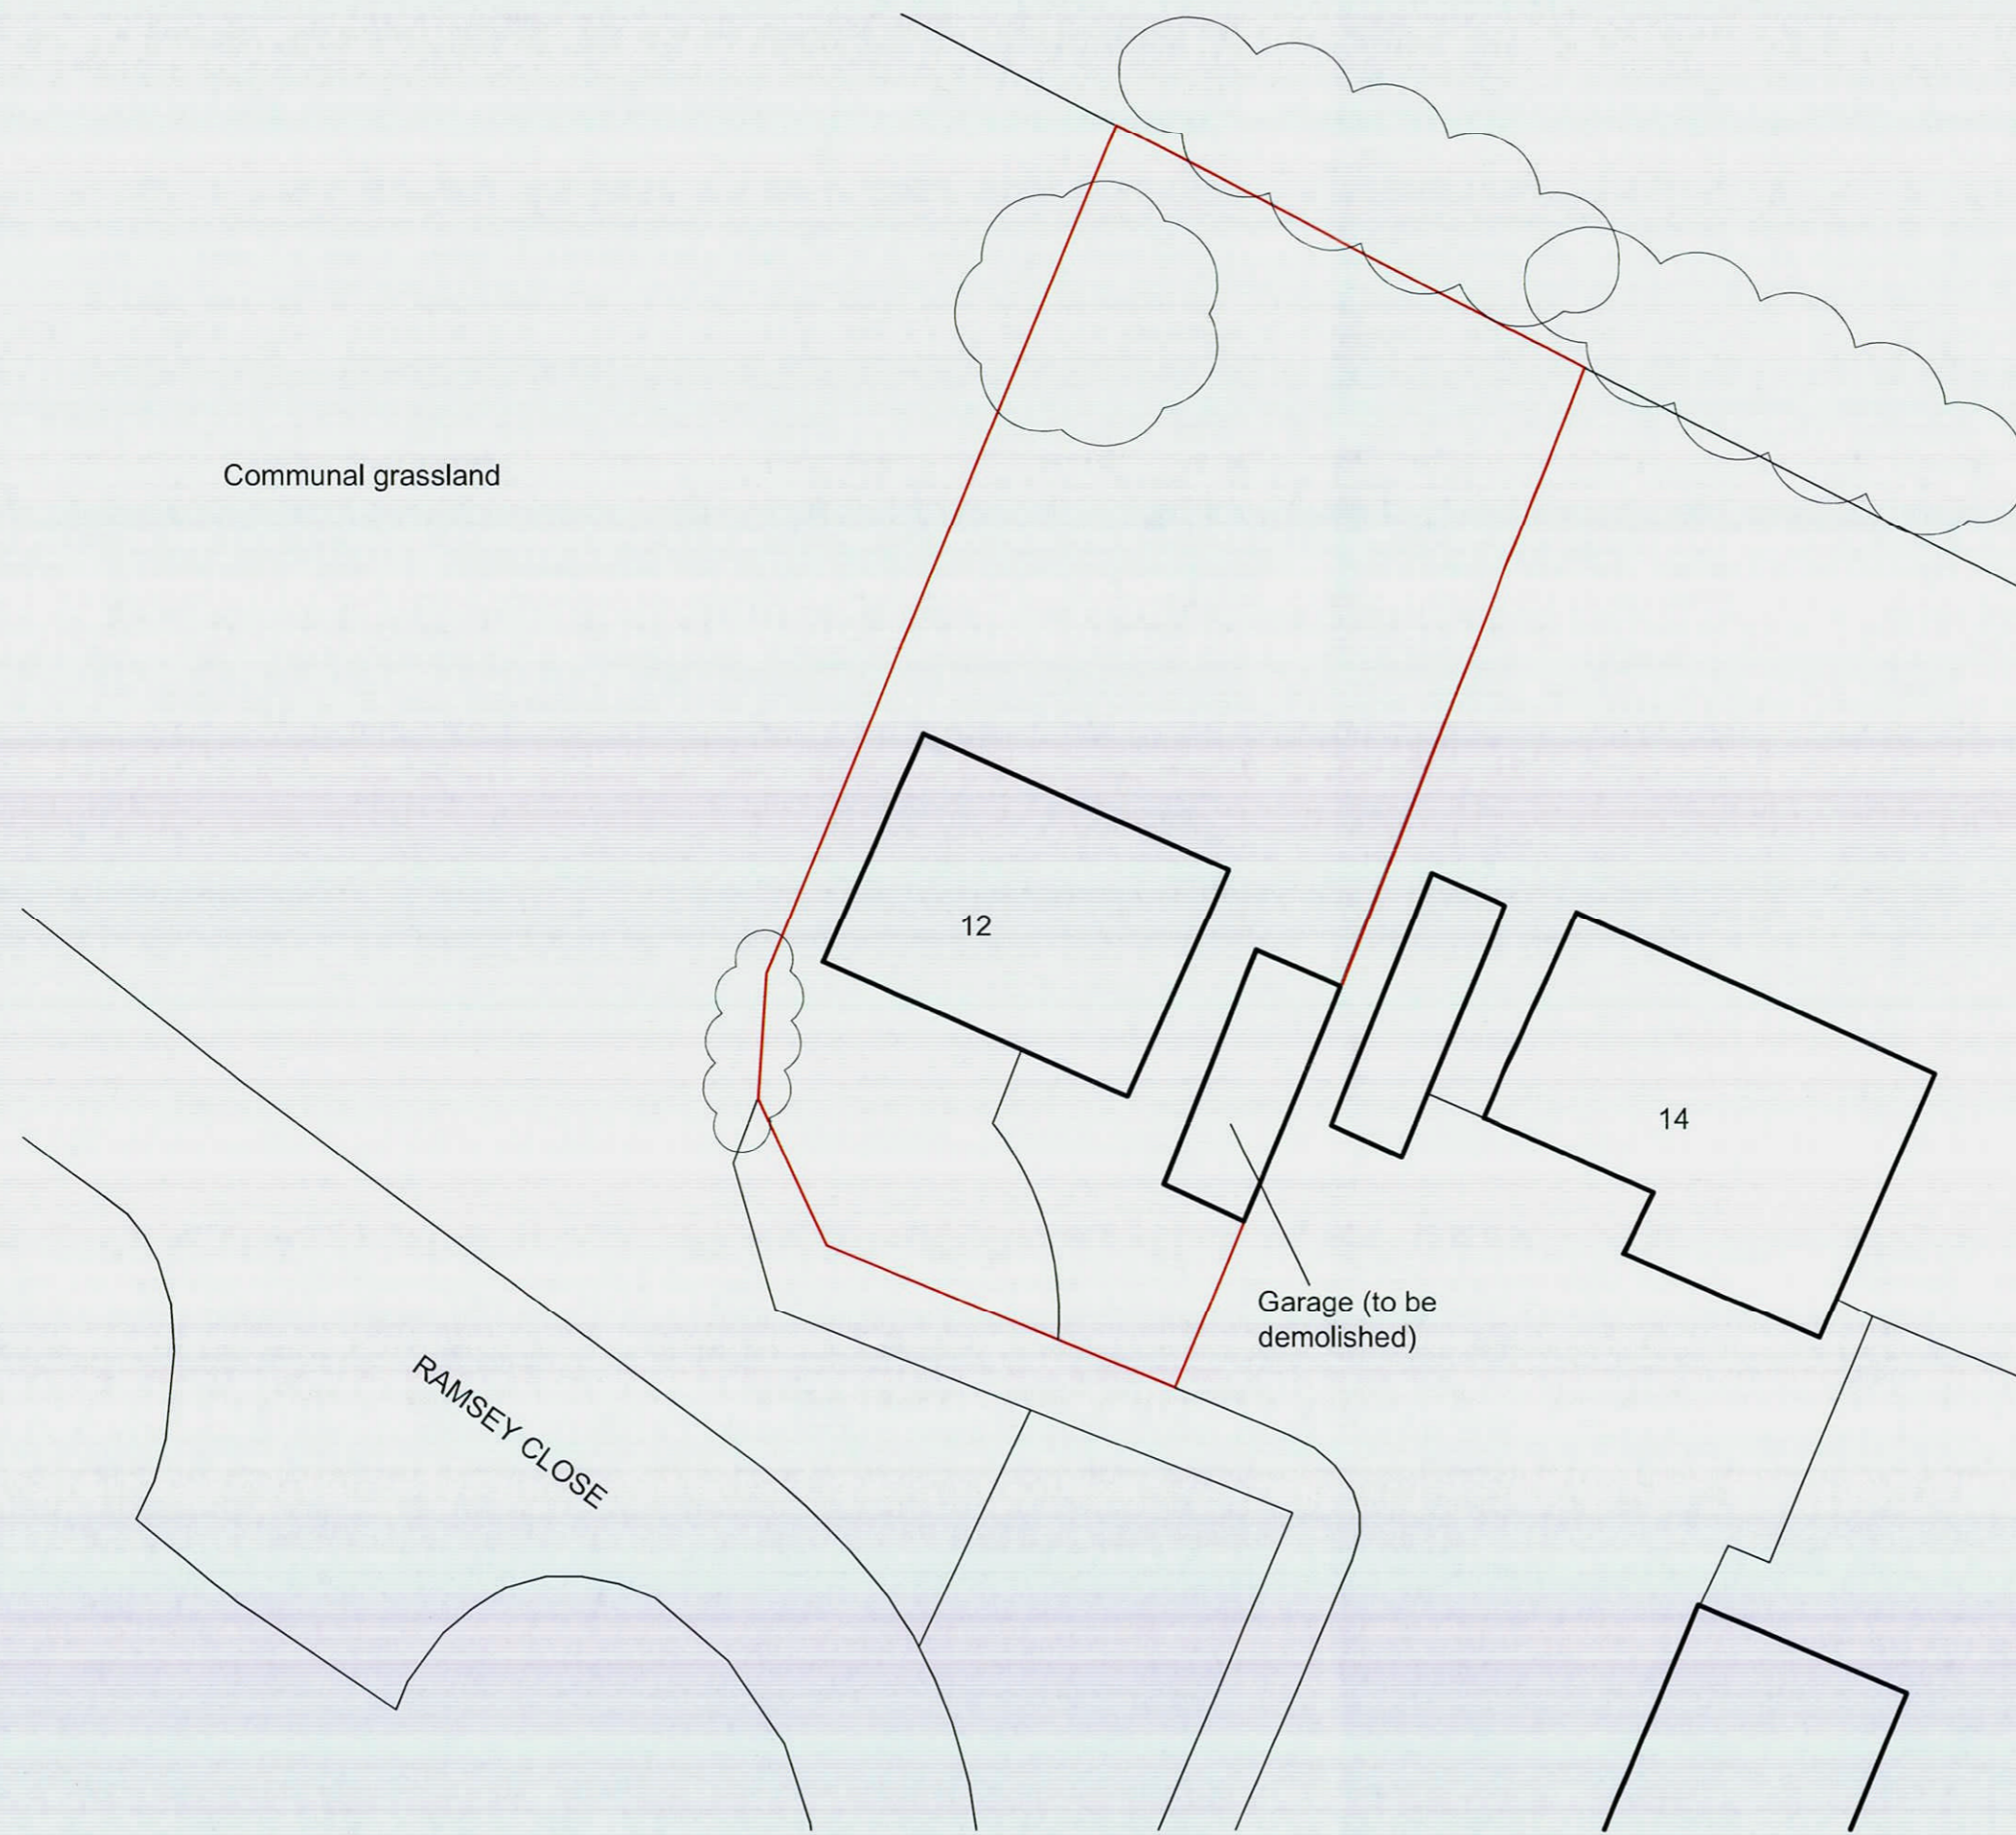 Communal grassland
12
14
Garage (to be
demolished)
RAMSEY CLOSE